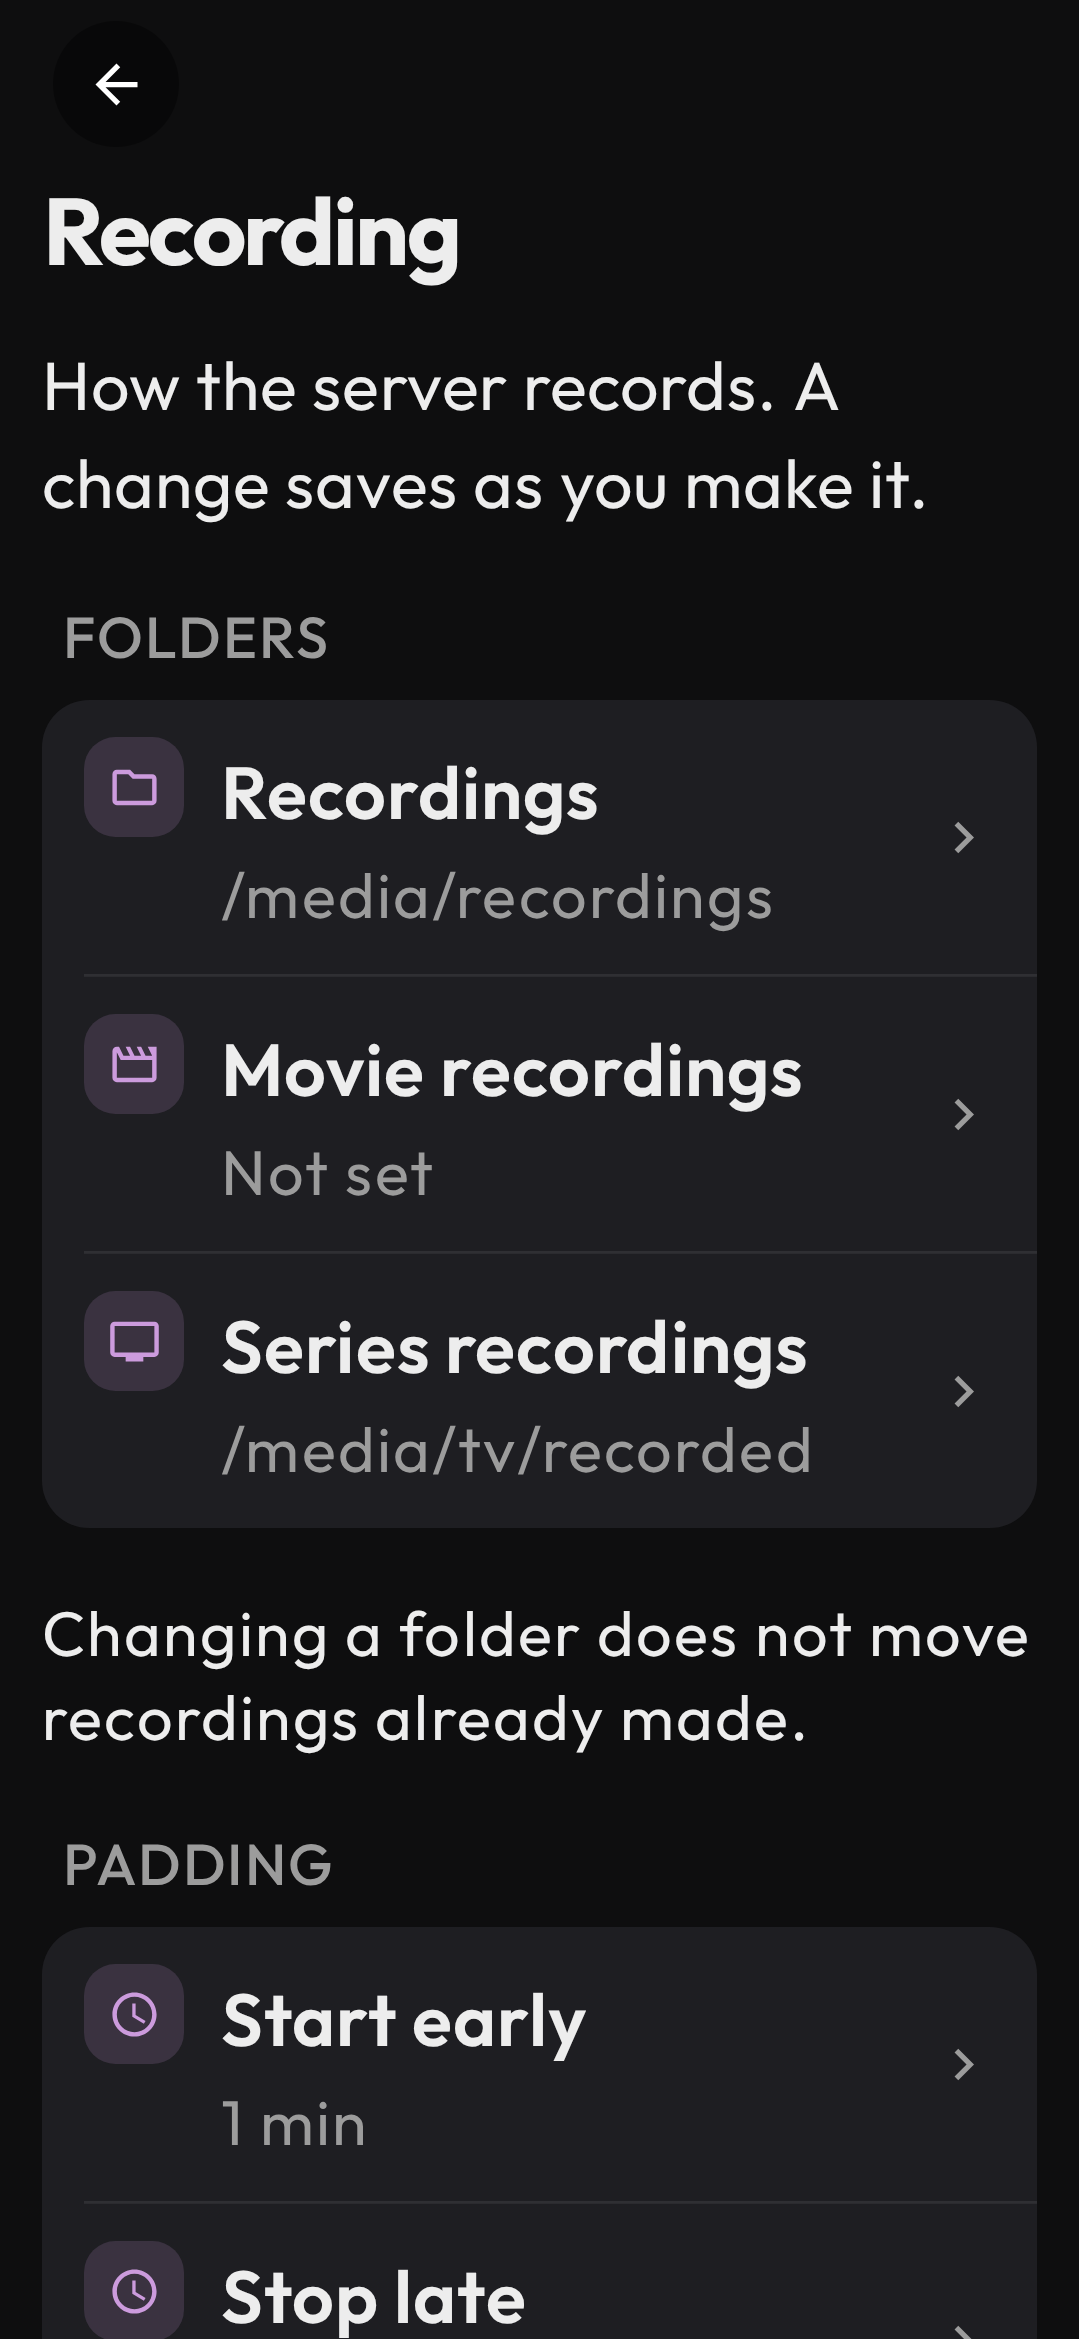 Recording
How the server records. A
change saves as you make it.
FOLDERS
Recordings
/media/recordings
Movie recordings
Not set
Series recordings
/media/tv/recorded
Changing a folder does not move
recordings already made.
PADDING
Start early
1 min
Stop late